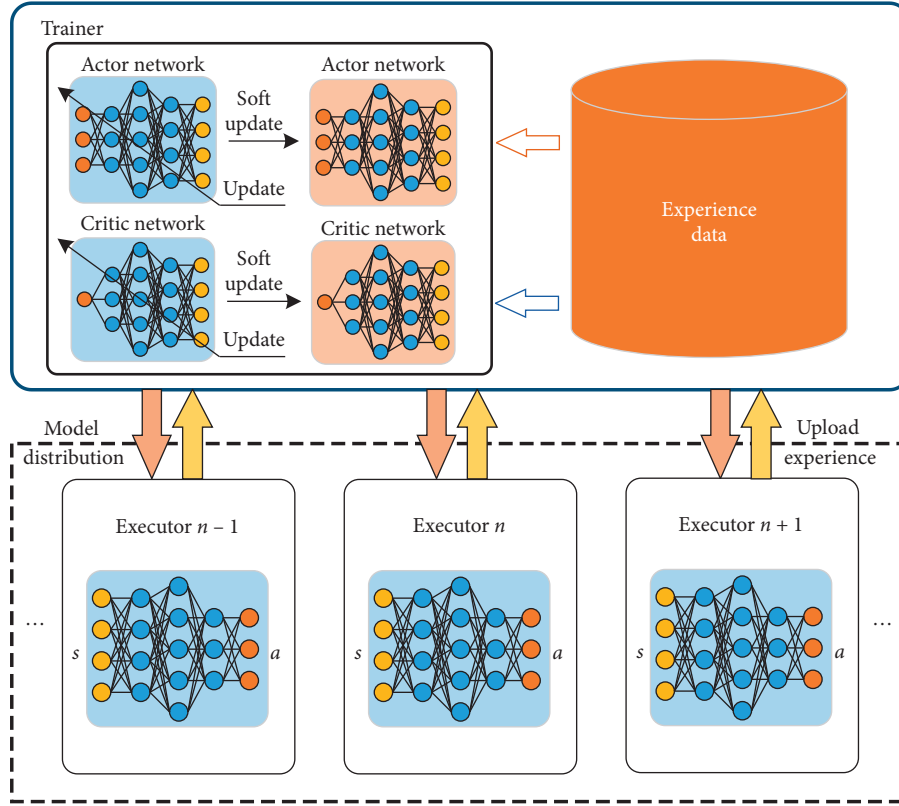 Trainer
Actor network
Actor network
Soft
update
Update
Critic network
Critic network
Soft
update
Update
Experience
data
Model
distribution
Upload
experience
Executor n – 1
Executor n
Executor n + 1
...
s
a
s
a
s
a
...